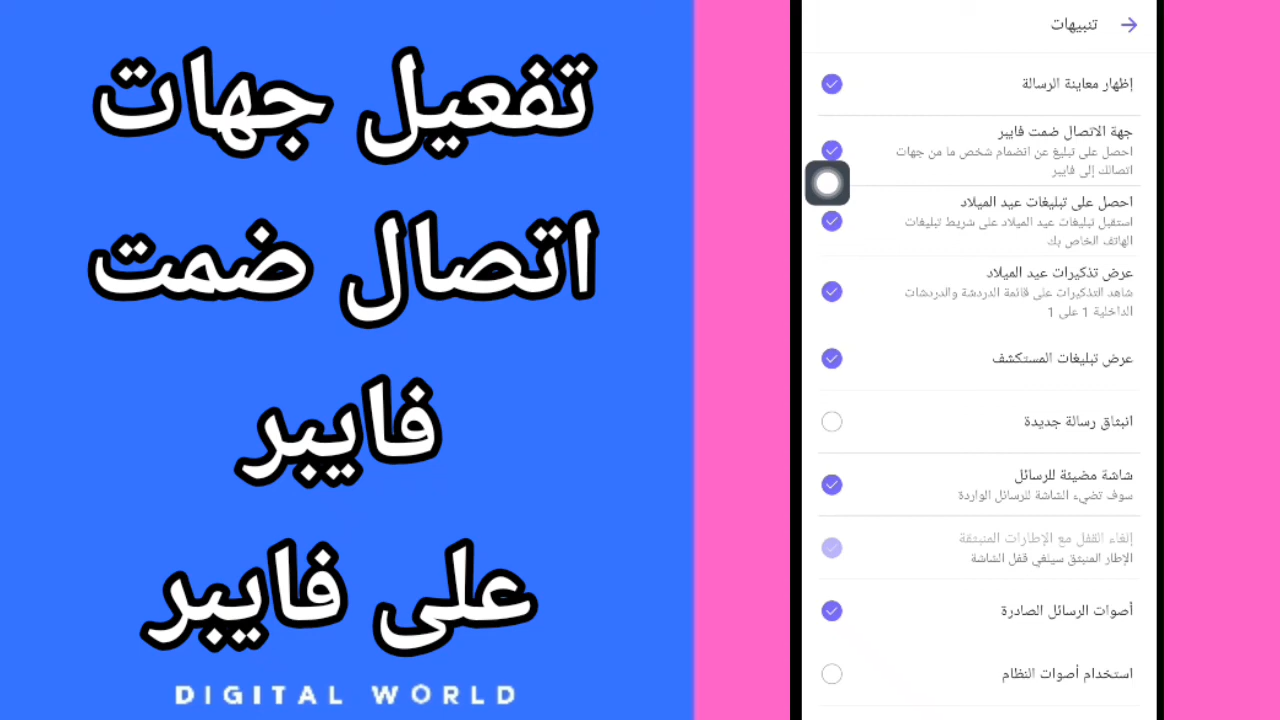 تفعيل جهات
اتصال ضمت
فايبر
على فايبر
DIGITAL WORLD
تنبيهات
إظهار معاينة الرسالة
جهة الاتصال ضمت فايبر
احصل على تبليغ عن انضمام شخص ما من جهات
اتصالك إلى فايبر
احصل على تبليغات عيد الميلاد
استقبل تبليغات عيد الميلاد على شريط تبليغات
الهاتف الخاص بك
عرض تذكيرات عيد الميلاد
شاهد التذكيرات على قائمة الدردشة والدردشات
الداخلية 1 على 1
عرض تبليغات المستكشف
انبثاق رسالة جديدة
شاشة مضيئة للرسائل
سوف تضيء الشاشة للرسائل الواردة
إلغاء القفل مع الإطارات المنبثقة
الإطار المنبثق سيلغي قفل الشاشة
أصوات الرسائل الصادرة
استخدام أصوات النظام